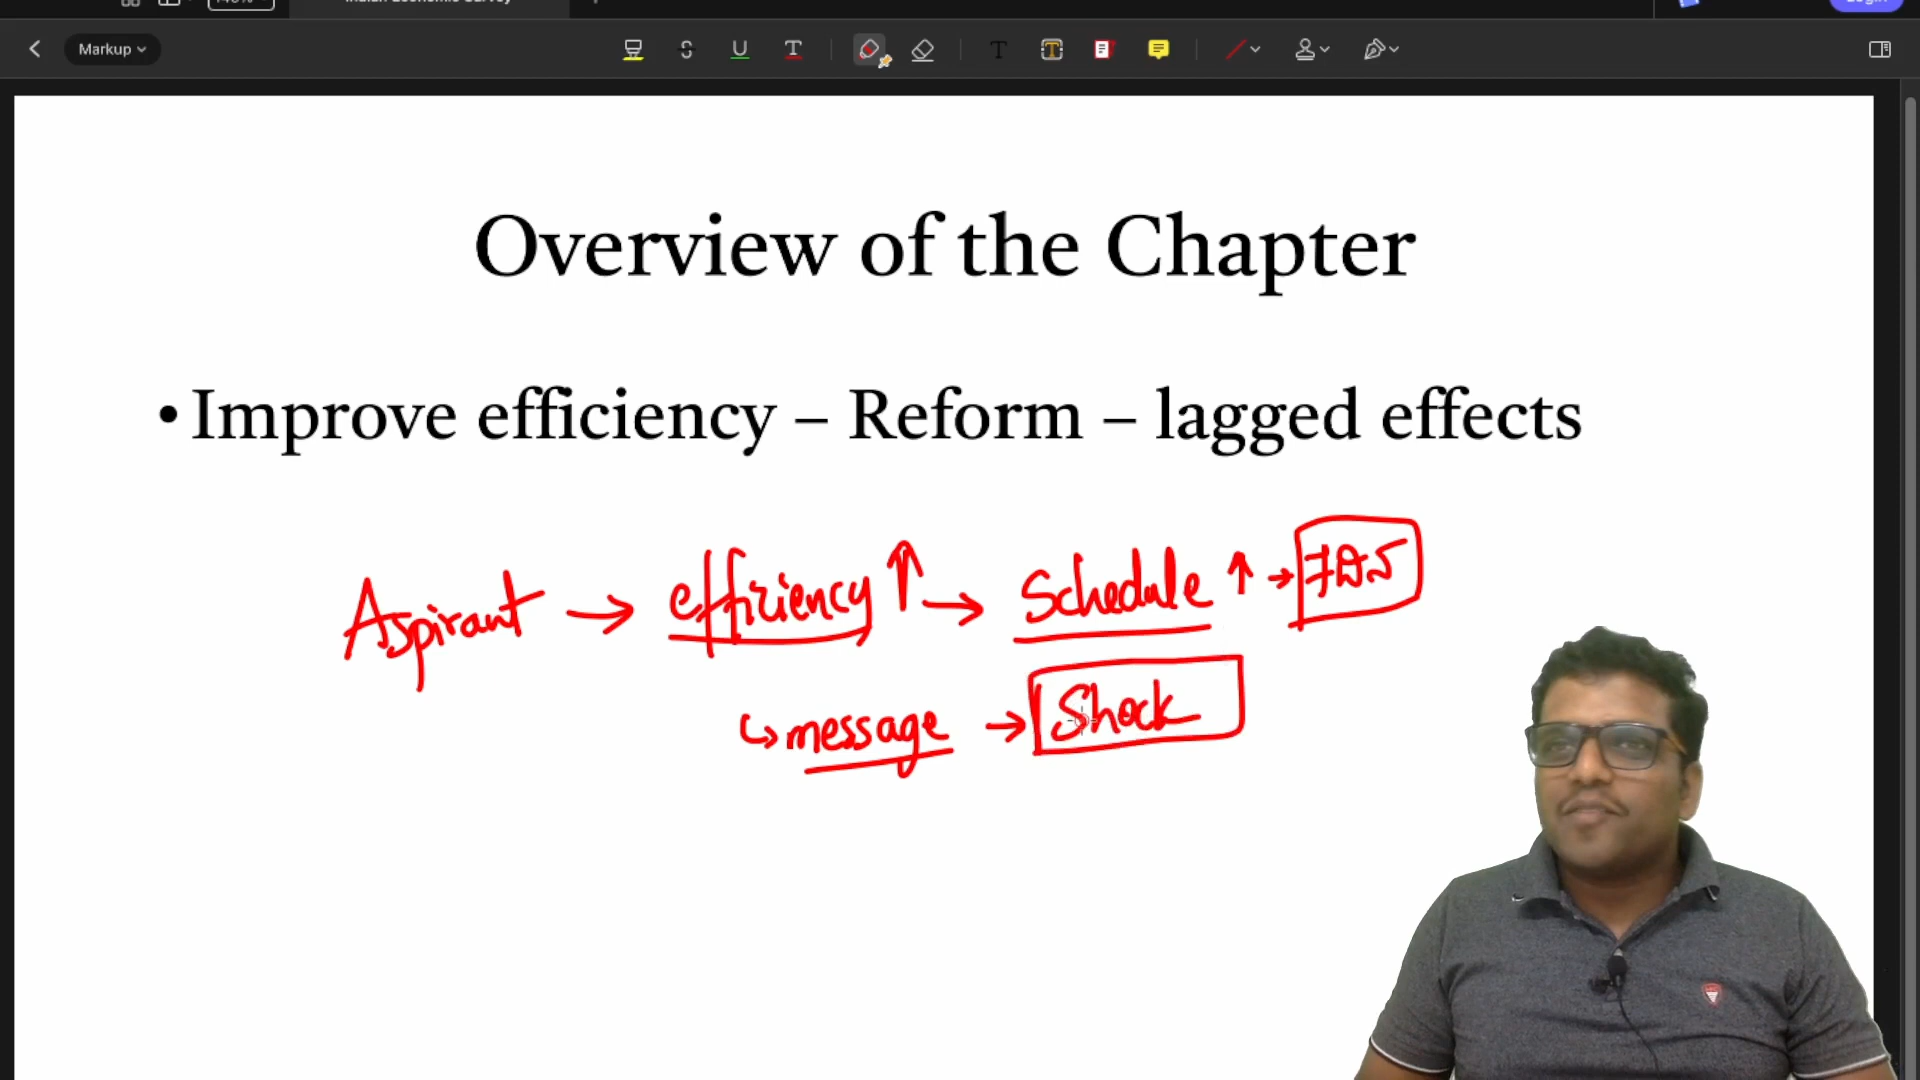 Markup
Overview of the Chapter
• Improve efficiency – Reform – lagged effects
Aspirant → efficiency ↑ → Schedule ↑ → IAS
↳ message → Shock